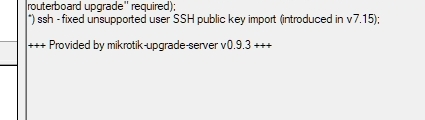 routerboard upgrade" required);
*) ssh - fixed unsupported user SSH public key import (introduced in v7.15);
+++ Provided by mikrotik-upgrade-server v0.9.3 +++